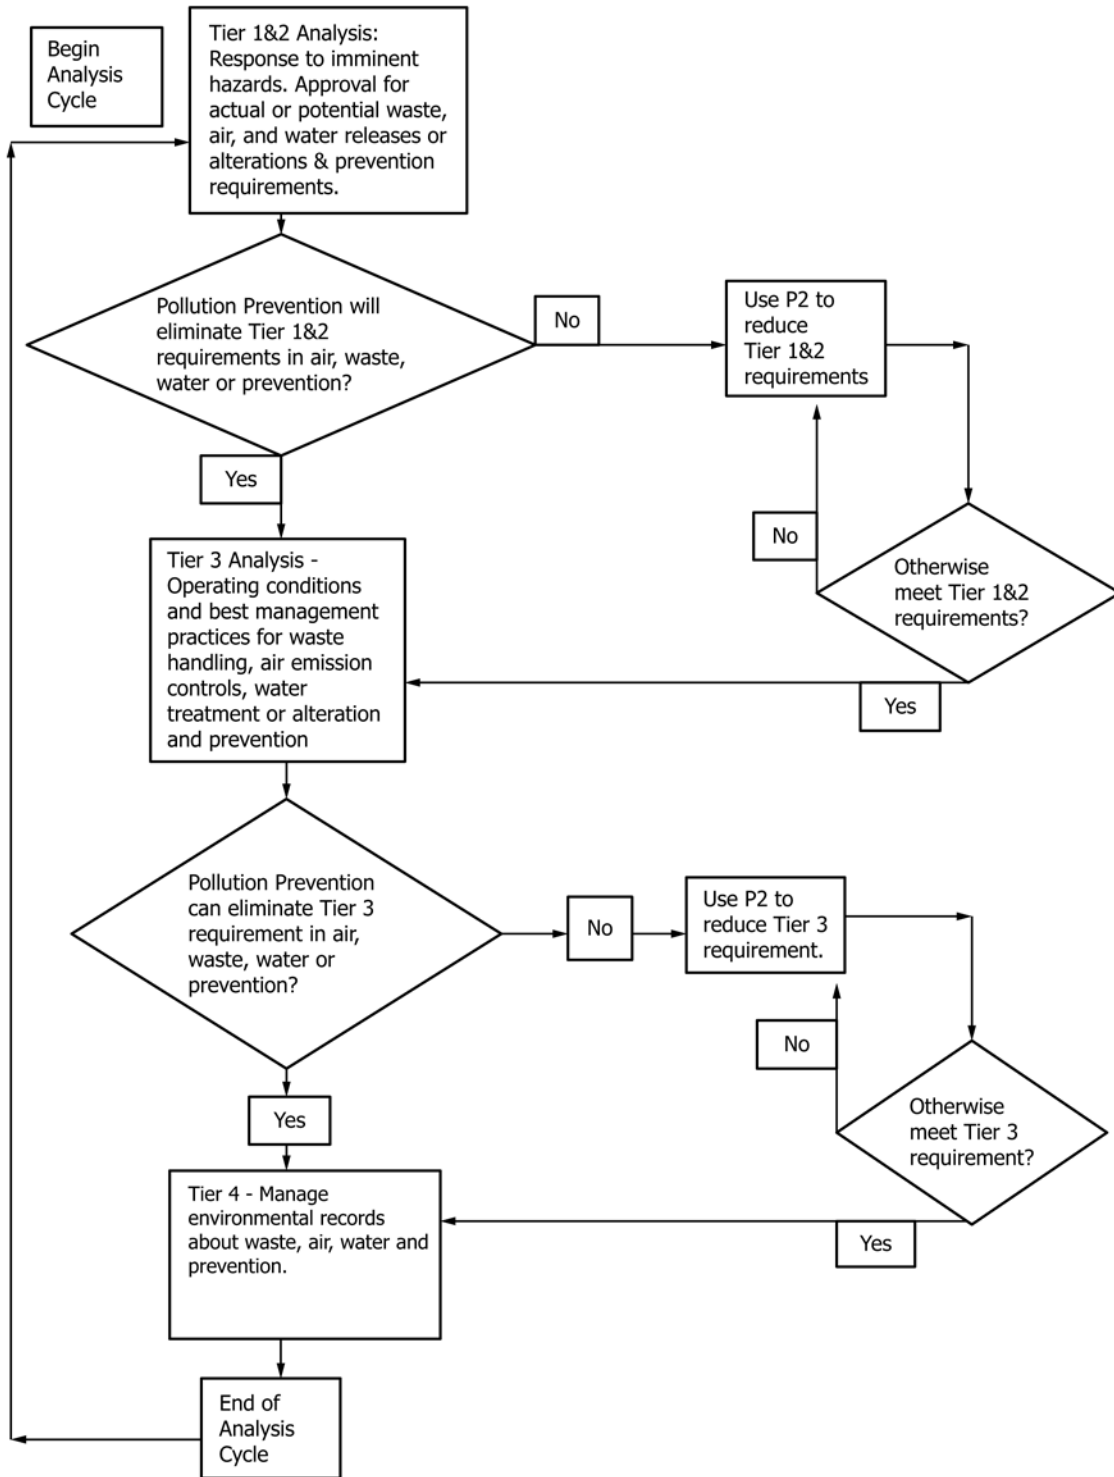 Begin
Analysis
Cycle
Tier 1&2 Analysis:
Response to imminent
hazards. Approval for
actual or potential waste,
air, and water releases or
alterations & prevention
requirements.
Pollution Prevention will
eliminate Tier 1&2
requirements in air, waste,
water or prevention?
No
Use P2 to
reduce
Tier 1&2
requirements
Yes
No
Otherwise
meet Tier 1&2
requirements?
Yes
Tier 3 Analysis -
Operating conditions
and best management
practices for waste
handling, air emission
controls, water
treatment or alteration
and prevention
Pollution Prevention
can eliminate Tier 3
requirement in air,
waste, water or
prevention?
No
Use P2 to
reduce Tier 3
requirement.
No
Otherwise
meet Tier 3
requirement?
Yes
Yes
Tier 4 - Manage
environmental records
about waste, air, water and
prevention.
End of
Analysis
Cycle